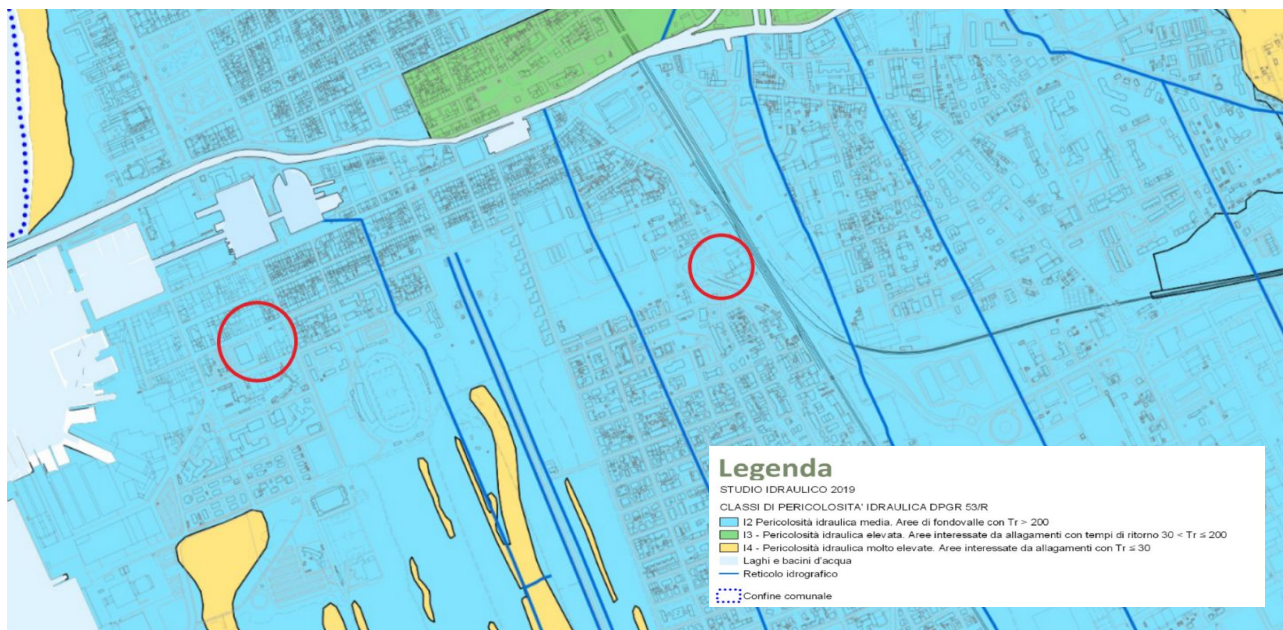 Legenda
STUDIO IDRAULICO 2019
CLASSI DI PERICOLOSITA' IDRAULICA DPGR 53/R
I2 Pericolosità idraulica media. Aree di fondovalle con Tr > 200
I3 - Pericolosità idraulica elevata. Aree interessate da allagamenti con tempi di ritorno 30 < Tr ≤ 200
I4 - Pericolosità idraulica molto elevate. Aree interessate da allagamenti con Tr ≤ 30
Laghi e bacini d'acqua
Reticolo idrografico
Confine comunale